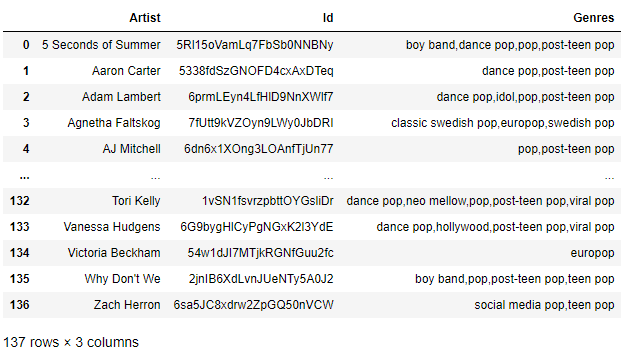 Artist Id Genres
0 5 Seconds of Summer 5Rl15oVamLq7FbSb0NNBNy boy band,dance pop,pop,post-teen pop
1 Aaron Carter 5338fdSzGNOFD4cxAxDTeq dance pop,post-teen pop
2 Adam Lambert 6prmLEyn4LfHlD9NnXWlf7 dance pop,idol,pop,post-teen pop
3 Agnetha Faltskog 7fUtt9kVZOyn9LWy0JbDRI classic swedish pop,europop,swedish pop
4 AJ Mitchell 6dn6x1XOng3LOAnfTjUn77 pop,post-teen pop
... ... ... ...
132 Tori Kelly 1vSN1fsvrzpbttOYGsliDr dance pop,neo mellow,pop,post-teen pop,viral pop
133 Vanessa Hudgens 6G9bygHlCyPgNGxK2l3YdE dance pop,hollywood,post-teen pop,viral pop
134 Victoria Beckham 54w1dJl7MTjkRGNfGuu2fc europop
135 Why Don't We 2jnIB6XdLvnJUeNTy5A0J2 boy band,pop,post-teen pop,teen pop
136 Zach Herron 6sa5JC8xdrw2ZpGQ50nVCW social media pop,teen pop
137 rows × 3 columns